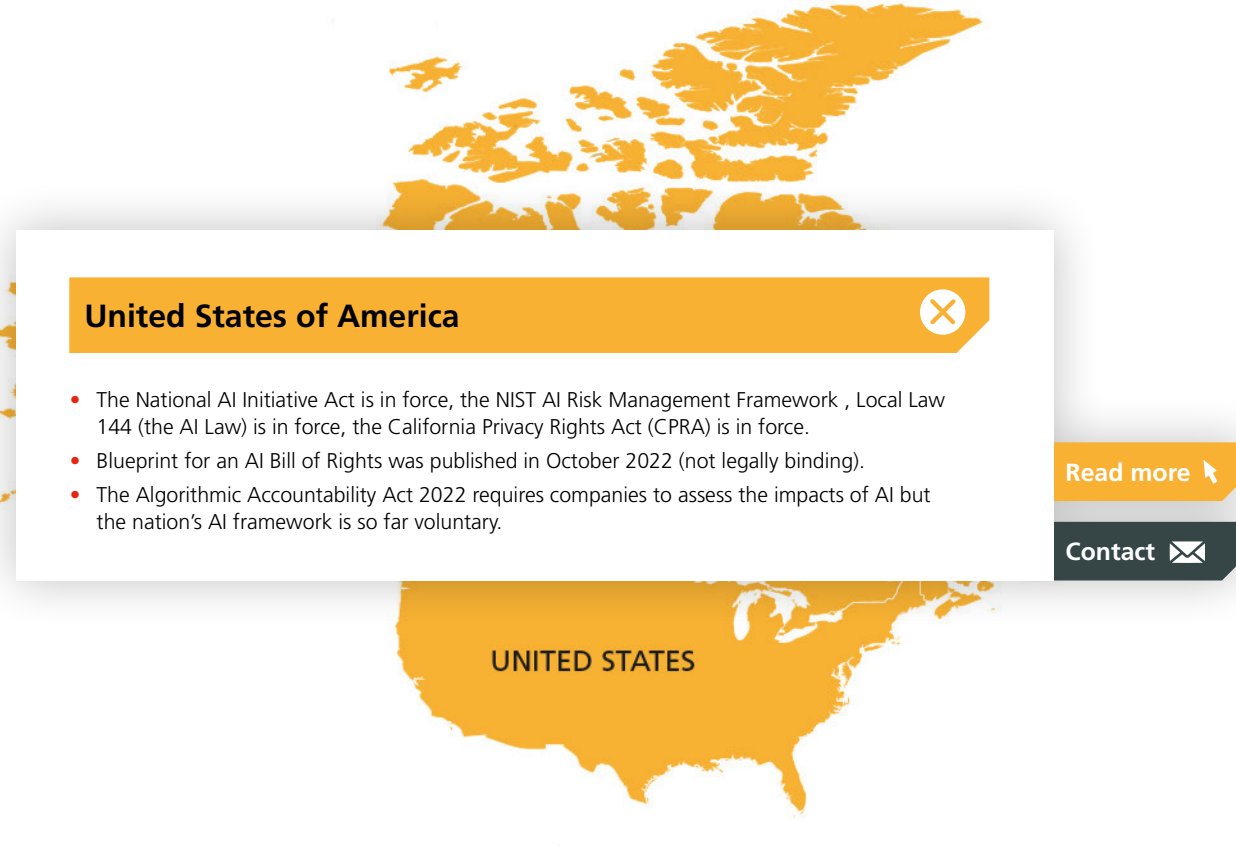 United States of America
• The National AI Initiative Act is in force, the NIST AI Risk Management Framework , Local Law
144 (the AI Law) is in force, the California Privacy Rights Act (CPRA) is in force.
• Blueprint for an AI Bill of Rights was published in October 2022 (not legally binding).
• The Algorithmic Accountability Act 2022 requires companies to assess the impacts of AI but
the nation’s AI framework is so far voluntary.
Read more
Contact
UNITED STATES